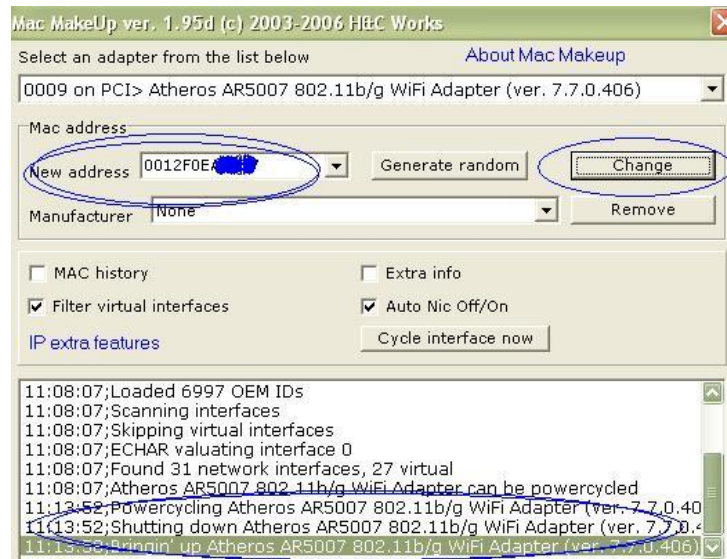 Mac MakeUp ver. 1.95d (c) 2003-2006 H&C Works
Select an adapter from the list below
About Mac Makeup
0009 on PCI> Atheros AR5007 802.11b/g WiFi Adapter (ver. 7.7.0.406)
Mac address
New address 0012F0E
Generate random
Change
Manufacturer None
Remove
MAC history
Extra info
Filter virtual interfaces
Auto Nic Off/On
IP extra features
Cycle interface now
11:08:07;Loaded 6997 OEM IDs
11:08:07;Scanning interfaces
11:08:07;Skipping virtual interfaces
11:08:07;ECHAR valuating interface 0
11:08:07;Found 31 network interfaces, 27 virtual
11:08:07;Atheros AR5007 802.11b/g WiFi Adapter can be powercycled
11:13:52;Powercycling Atheros AR5007 802.11b/g WiFi Adapter (ver. 7.7.0.40
11:13:52;Shutting down Atheros AR5007 802.11b/g WiFi Adapter (ver. 7.7.0.4
Bringin' up Atheros AR5007 802.11b/g WiFi Adapter (ver. 7.7.0.406)